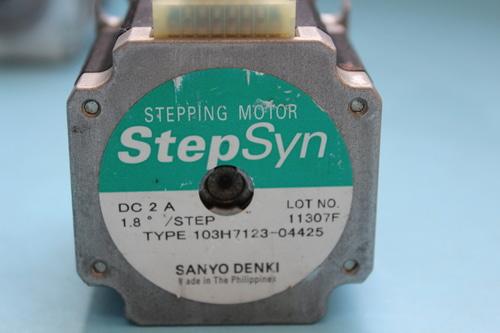 STEPPING MOTOR
StepSyn
DC 2 A LOT NO.
1.8° /STEP 11307F
TYPE 103H7123-04425
SANYO DENKI
Made in The Philippines